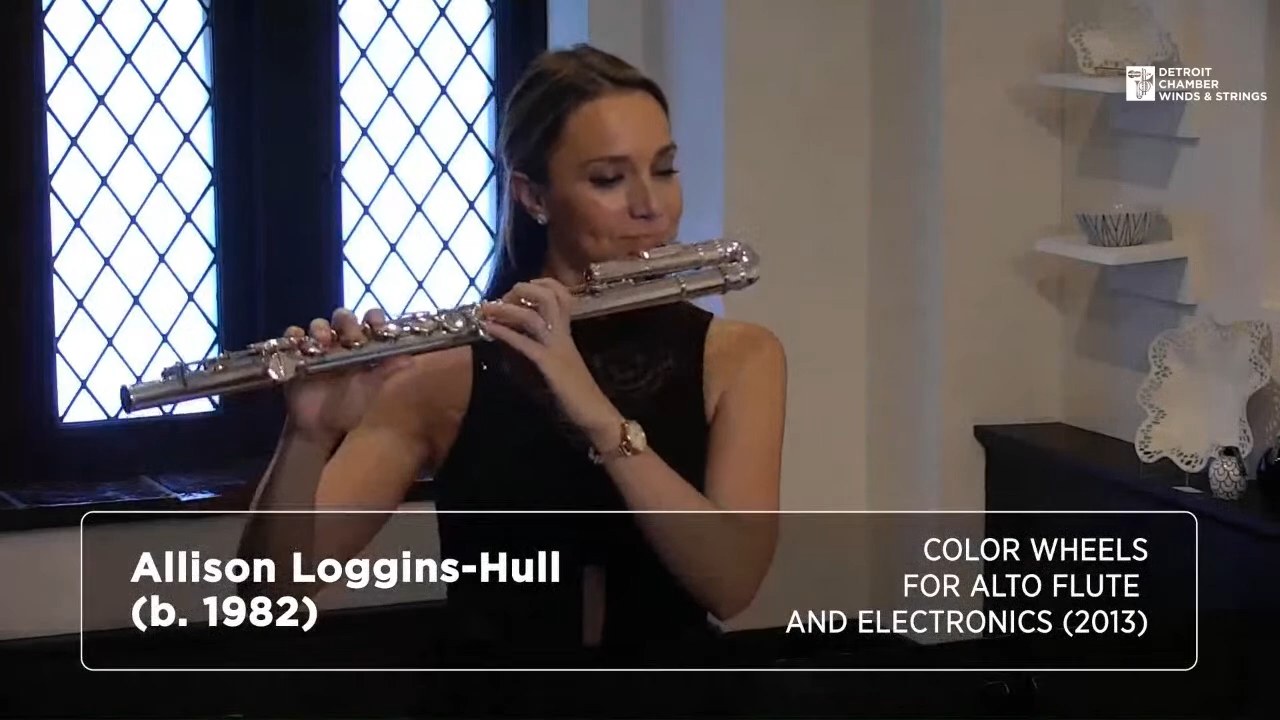 DETROIT
CHAMBER
WINDS & STRINGS
Allison Loggins-Hull
(b. 1982)
COLOR WHEELS
FOR ALTO FLUTE
AND ELECTRONICS (2013)